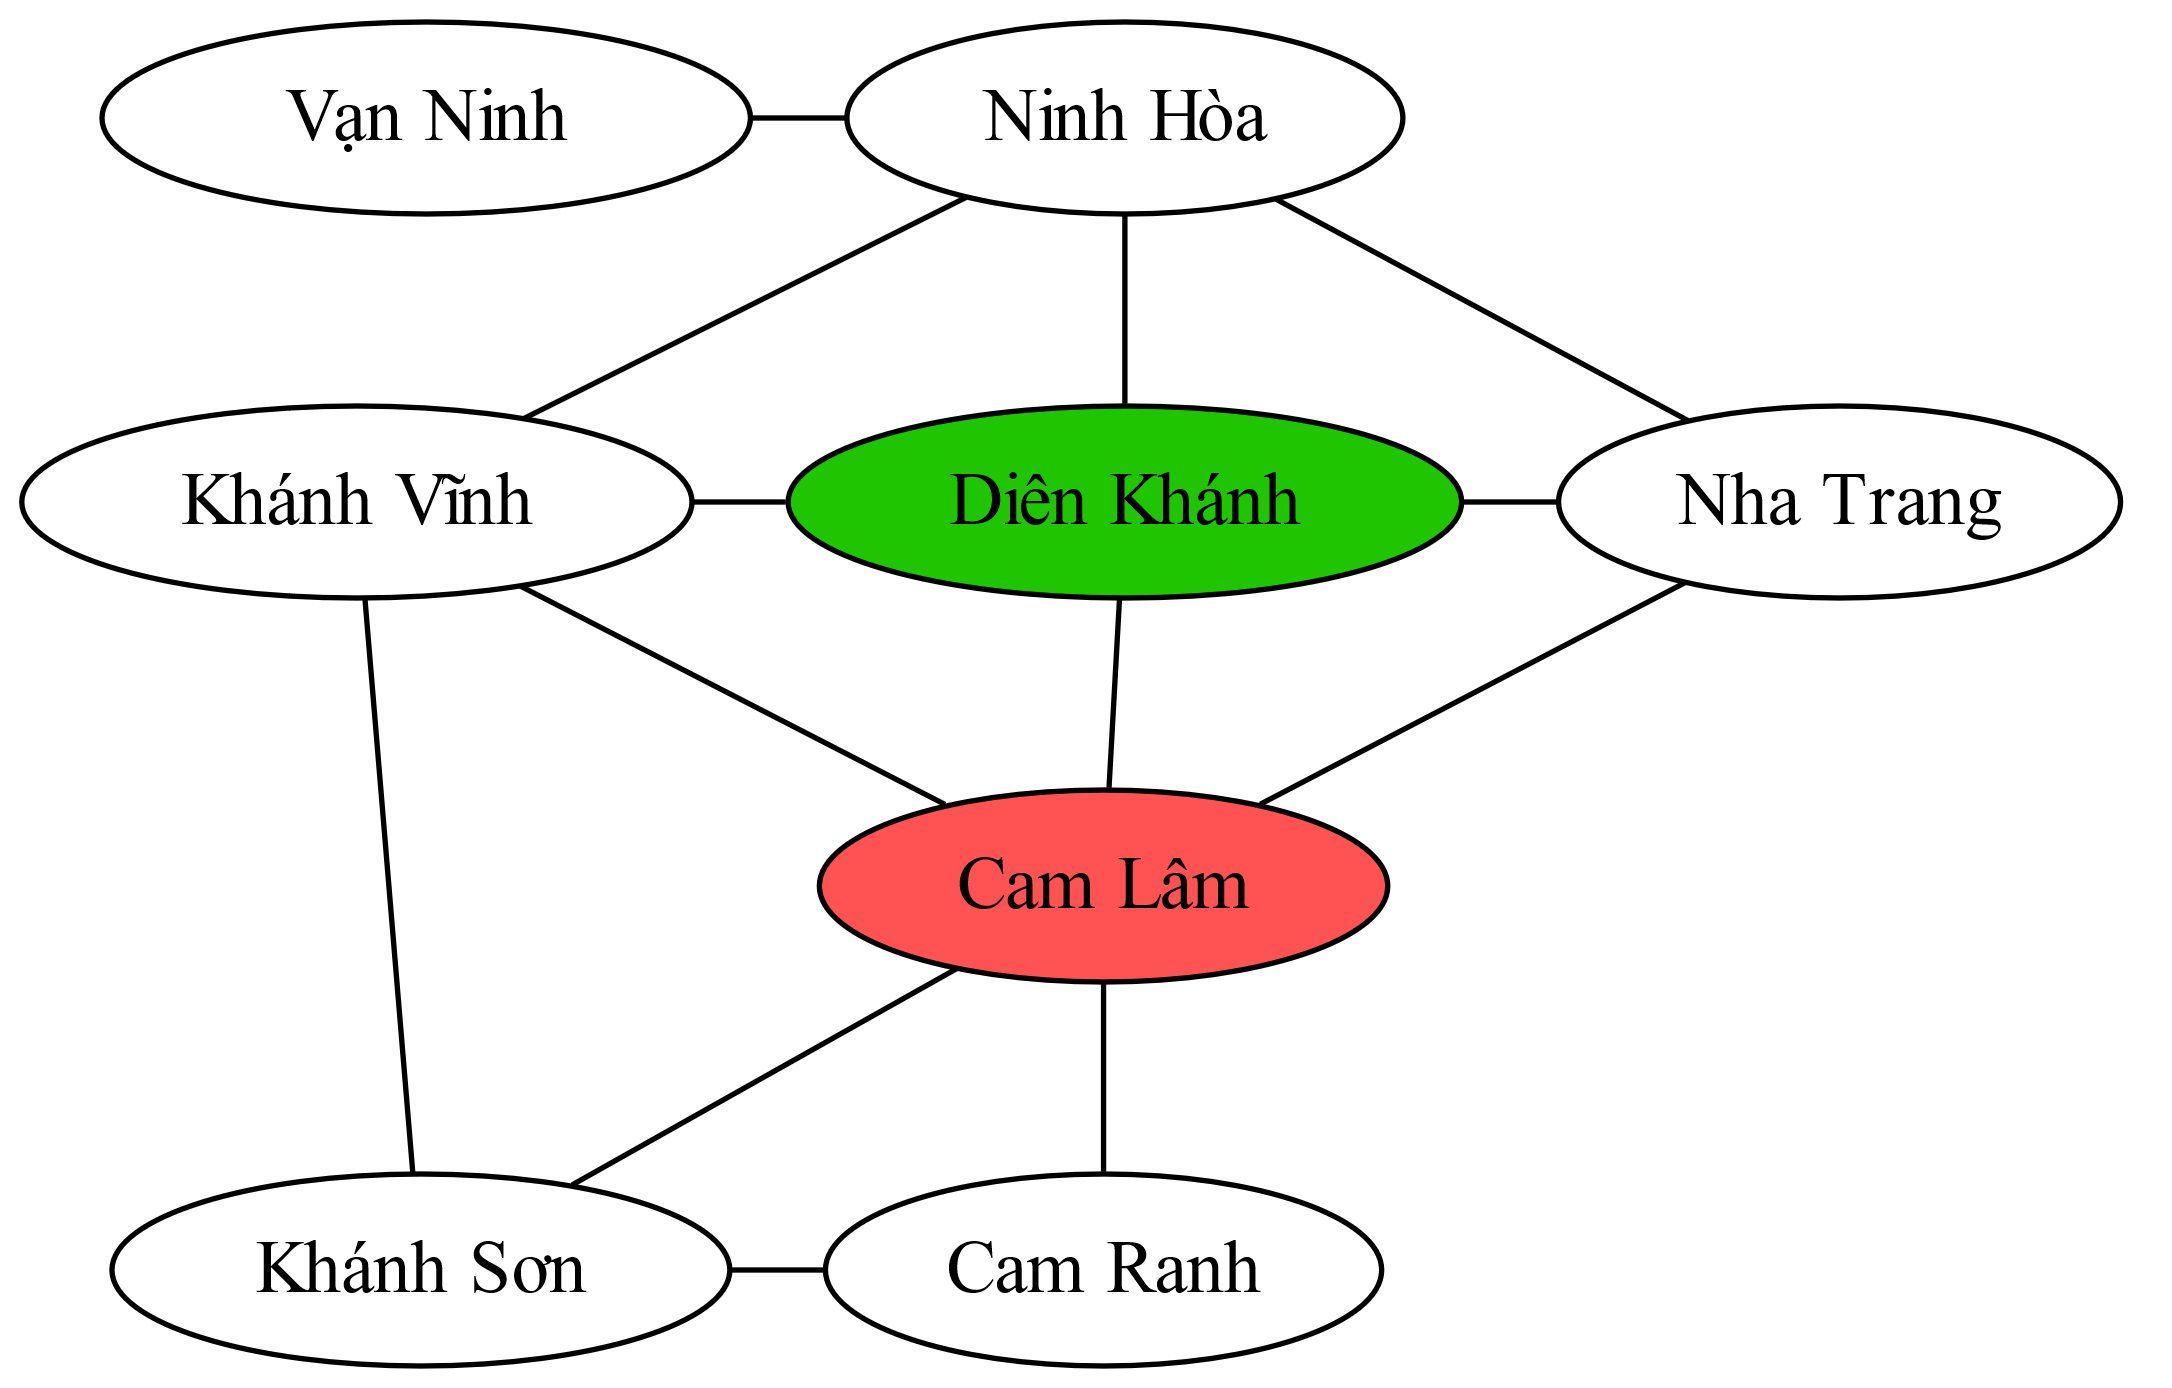 Vạn Ninh
Ninh Hòa
Khánh Vĩnh
Diên Khánh
Nha Trang
Cam Lâm
Khánh Sơn
Cam Ranh